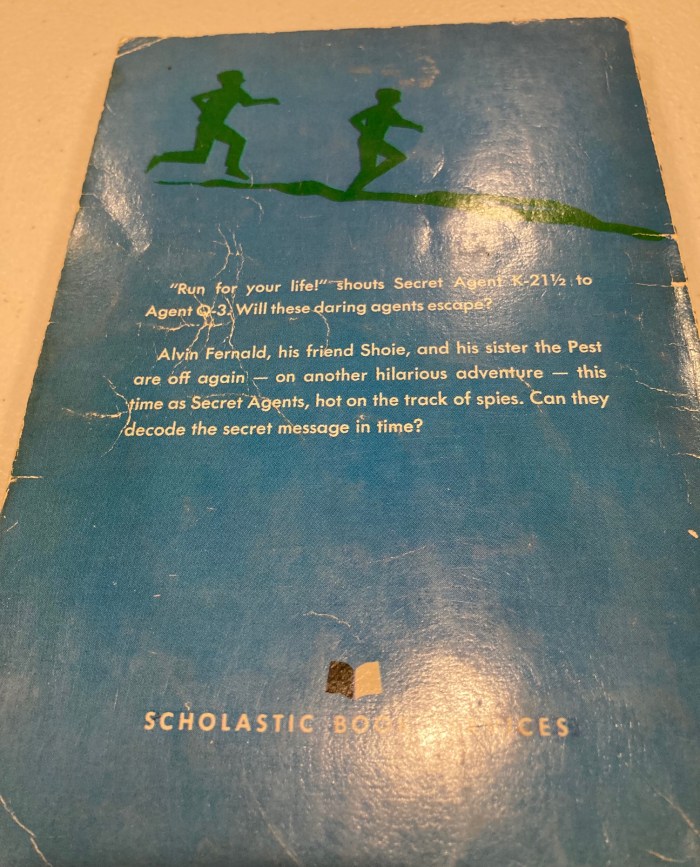 "Run for your life!" shouts Secret Agent K-21½ to
Agent Q-3. Will these daring agents escape?
Alvin Fernald, his friend Shoie, and his sister the Pest
are off again — on another hilarious adventure — this
time as Secret Agents, hot on the track of spies. Can they
decode the secret message in time?
SCHOLASTIC